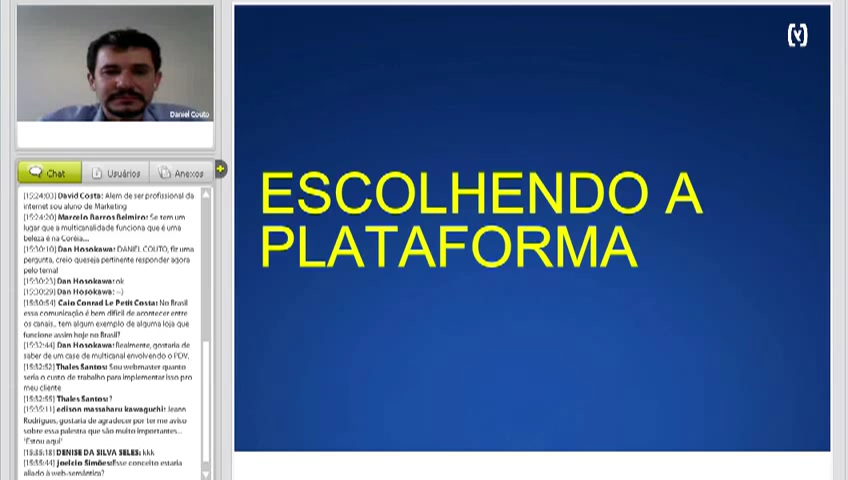 Daniel Couto
Chat
Usuários
Anexos
[15:24:03] David Costa: Alem de ser profissional da
internet sou aluno de Marketing
[15:24:20] Marcelo Barros Belmiro: Se tem um
lugar que a multicanalidade funciona que é uma
beleza é na Coréia...
[15:30:10] Dan Hosokawa: DANIEL COUTO, fiz uma
pergunta, creio queseja pertinente responder agora
pelo tema!
[15:30:23] Dan Hosokawa: ok
[15:30:29] Dan Hosokawa: :-)
[15:30:54] Caio Conrad Le Petit Costa: No Brasil
essa comunicação é bem difícil de acontecer entre
os canais.. tem algum exemplo de alguma loja que
funcione assim hoje no Brasil?
[15:32:44] Dan Hosokawa: Realmente, gostaria de
saber de um case de multicanal envolvendo o PDV.
[15:32:52] Thales Santos: Sou webmaster quanto
seria o custo de trabalho para implementar isso pro
meu cliente
[15:32:55] Thales Santos: ?
[15:35:11] edison massaharu kawaguchi: Jeann
Rodrigues, gostaria de agradecer por ter me aviso
sobre essa palestra que são muito importantes...
"Estou aqui"
[15:35:18] DENISE DA SILVA SELES: kkk
[15:35:44] Joelcio Simões: Esse conceito estaria
aliado à web-semântica?
ESCOLHENDO A
PLATAFORMA